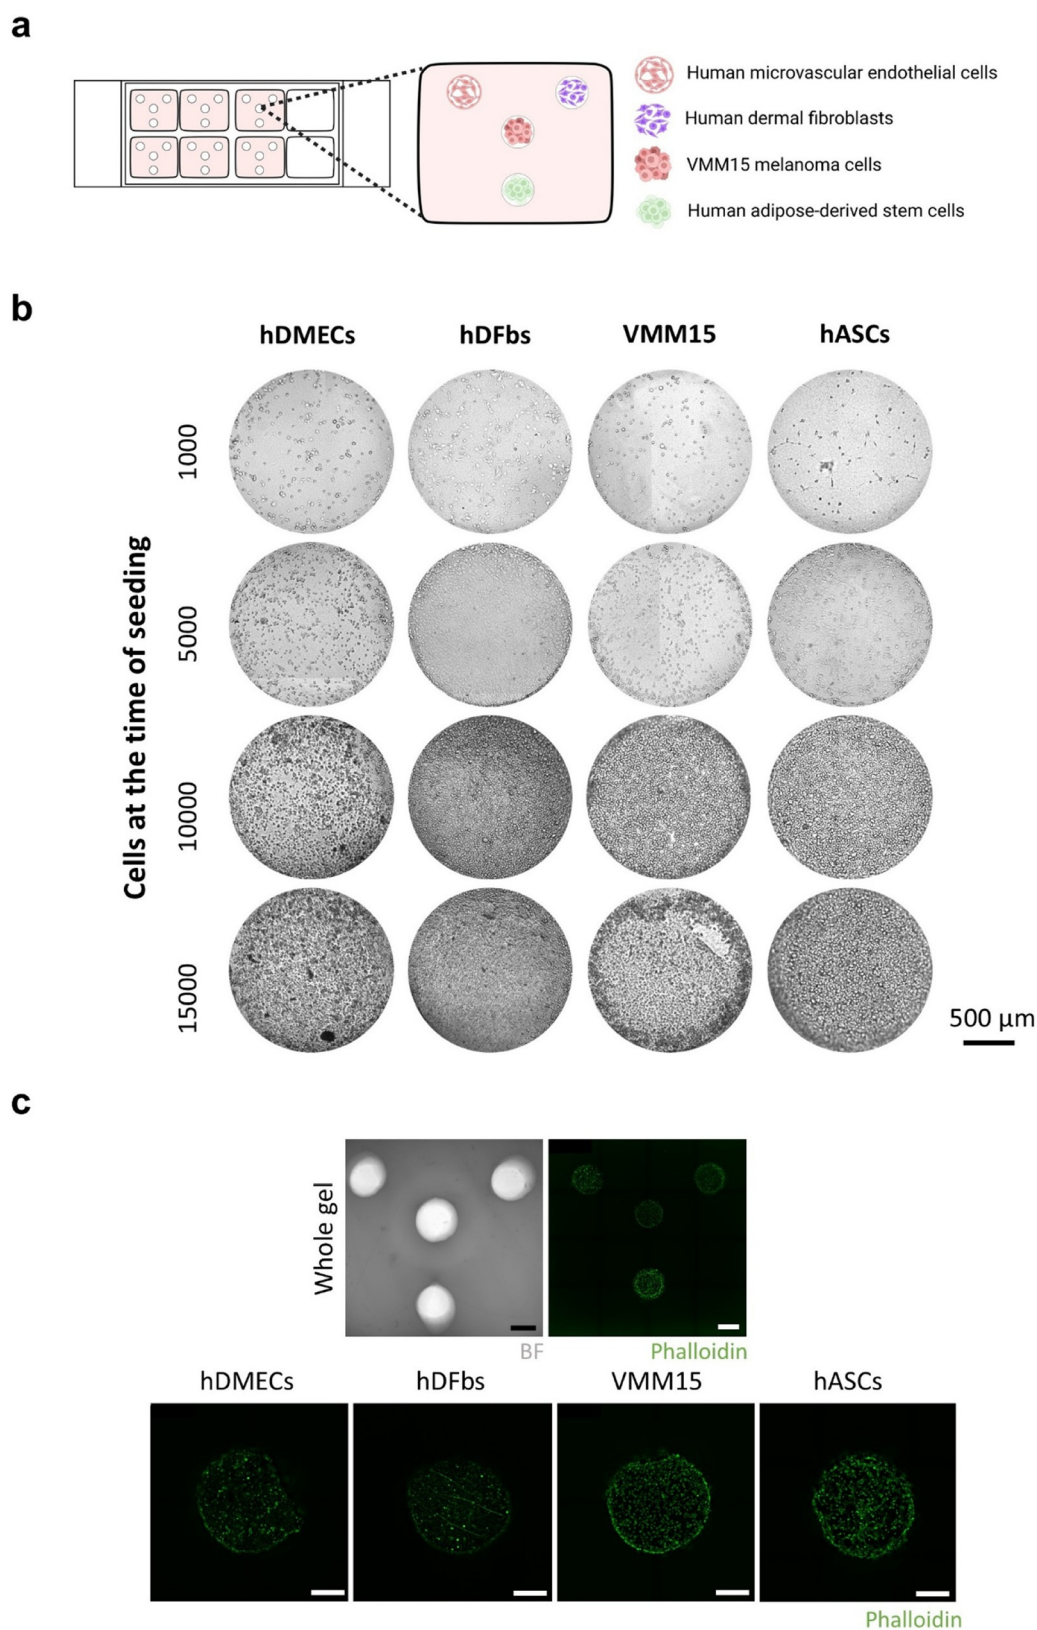 a
Human microvascular endothelial cells
Human dermal fibroblasts
VMM15 melanoma cells
Human adipose-derived stem cells
b
hDMECs hDFbs VMM15 hASCs
Cells at the time of seeding
1000
5000
10000
15000
500 µm
c
Whole gel
BF Phalloidin
hDMECs hDFbs VMM15 hASCs
Phalloidin